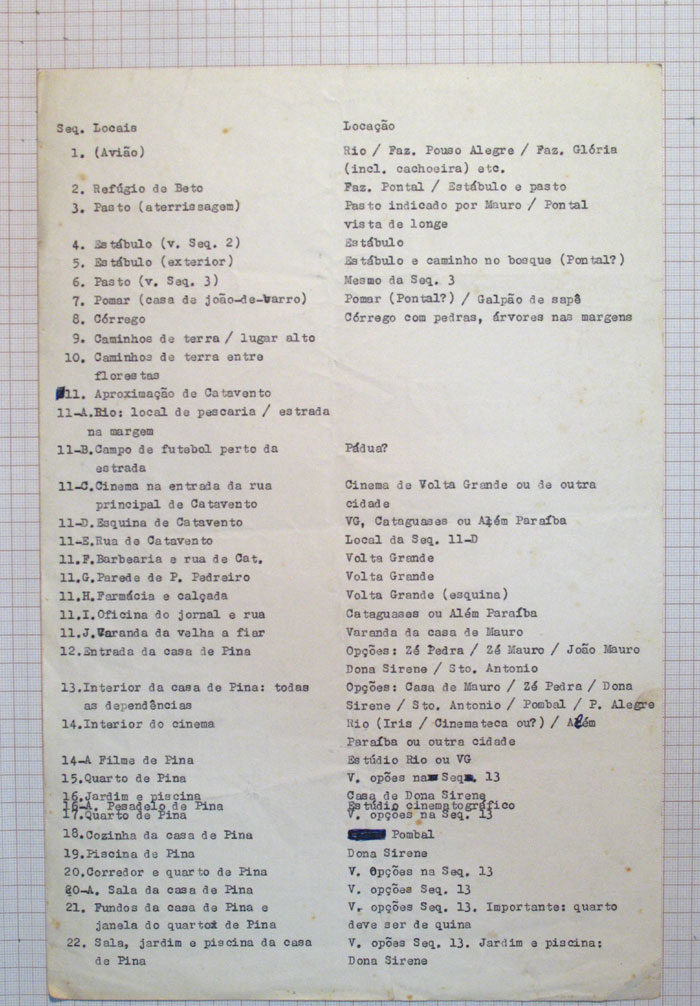 Seq. Locais Locação
1. (Avião) Rio / Faz. Pouso Alegre / Faz. Glória
(incl. cachoeira) etc.
2. Refúgio de Beto Faz. Pontal / Estábulo e pasto
3. Pasto (aterrissagem) Pasto indicado por Mauro / Pontal
vista de longe
4. Estábulo (v. Seq. 2) Estábulo
5. Estábulo (exterior) Estábulo e caminho no bosque (Pontal?)
6. Pasto (v. Seq. 3) Mesmo da Seq. 3
7. Pomar (casa de joão-de-barro) Pomar (Pontal?) / Galpão de sapê
8. Córrego Córrego com pedras, árvores nas margens
9. Caminhos de terra / lugar alto
10. Caminhos de terra entre
florestas
11. Aproximação de Catavento
11-A.Rio: local de pescaria / estrada
na margem
11-B.Campo de futebol perto da Pádua?
estrada
11-C.Cinema na entrada da rua Cinema de Volta Grande ou de outra
principal de Catavento cidade
11-D.Esquina de Catavento VG, Cataguases ou Além Paraíba
11-E.Rua de Catavento Local da Seq. 11-D
11.F.Barbearia e rua de Cat. Volta Grande
11.G.Parede de P. Pedreiro Volta Grande
11.H.Farmácia e calçada Volta Grande (esquina)
11.I.Oficina do jornal e rua Cataguases ou Além Paraíba
11.J.Varanda da velha a fiar Varanda da casa de Mauro
12.Entrada da casa de Pina Opções: Zé Pedra / Zé Mauro / João Mauro
Dona Sirene / Sto. Antonio
13.Interior da casa de Pina: todas Opções: Casa de Mauro / Zé Pedra / Dona
as dependências Sirene / Sto. Antonio / Pombal / P. Alegre
14.Interior do cinema Rio (Iris / Cinemateca ou?) / Além
Paraíba ou outra cidade
14-A Filme de Pina Estúdio Rio ou VG
15.Quarto de Pina V. opões na Seq. 13
16.Jardim e piscina Casa de Dona Sirene
16-A. Pesadelo de Pina Estúdio cinematográfico
17.Quarto de Pina V. opções na Seq. 13
18.Cozinha da casa de Pina Pombal
19.Piscina de Pina Dona Sirene
20.Corredor e quarto de Pina V. Opções na Seq. 13
20-A. Sala da casa de Pina V. opções Seq. 13
21. Fundos da casa de Pina e V. opções Seq. 13. Importante: quarto
janela do quarto de Pina deve ser de quina
22. Sala, jardim e piscina da casa V. opões Seq. 13. Jardim e piscina:
de Pina Dona Sirene